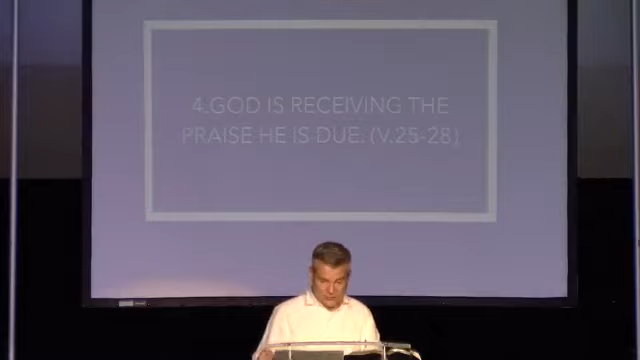 4.GOD IS RECEIVING THE
PRAISE HE IS DUE. (V.25-28)